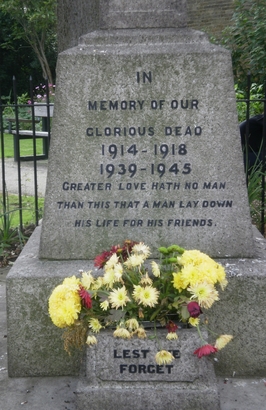 IN
MEMORY OF OUR
GLORIOUS DEAD
1914-1918
1939-1945
GREATER LOVE HATH NO MAN
THAN THIS THAT A MAN LAY DOWN
HIS LIFE FOR HIS FRIENDS.
LEST WE
FORGET